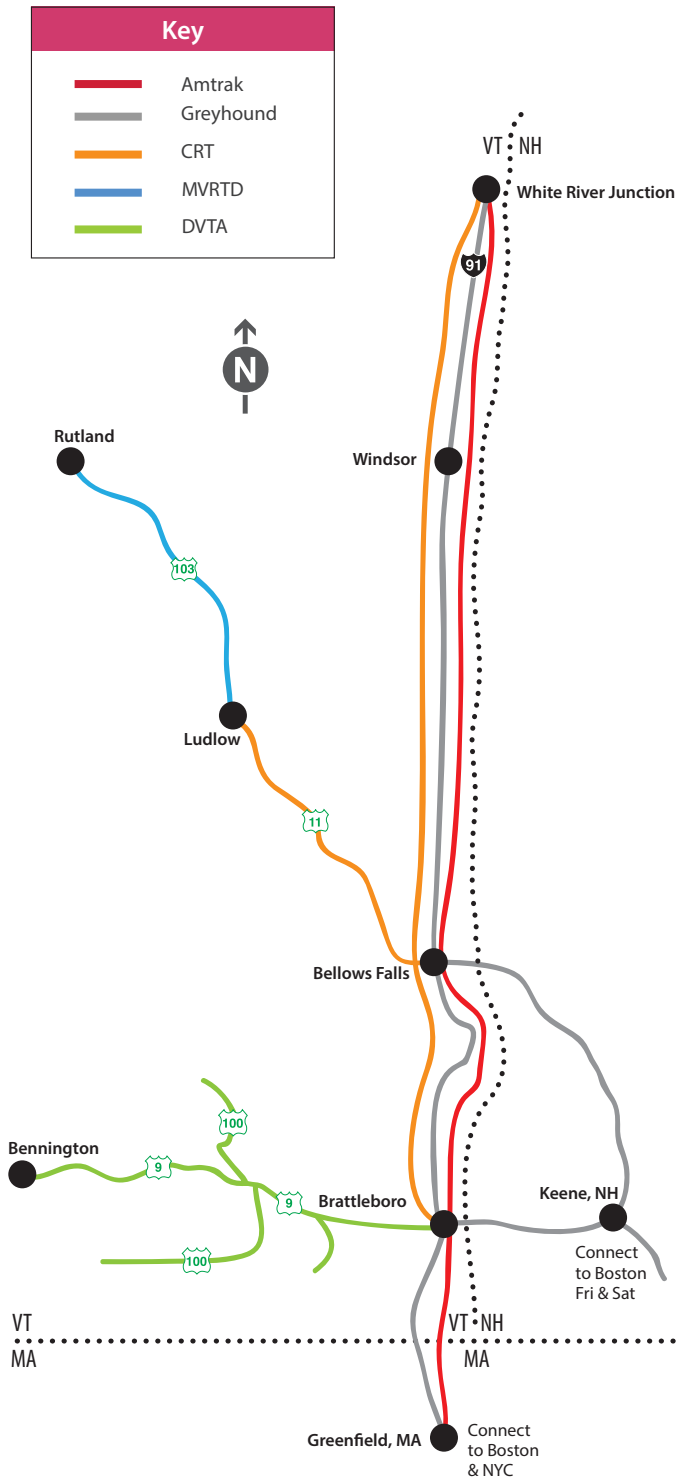 Key
Amtrak
Greyhound
CRT
MVRTD
DVTA
VT NH
White River Junction
91
N
Rutland
Windsor
103
Ludlow
11
Bellows Falls
100
Bennington
9
9
Brattleboro
Keene, NH
100
Connect
to Boston
Fri & Sat
VT
VT NH
MA
MA
Greenfield, MA
Connect
to Boston
& NYC